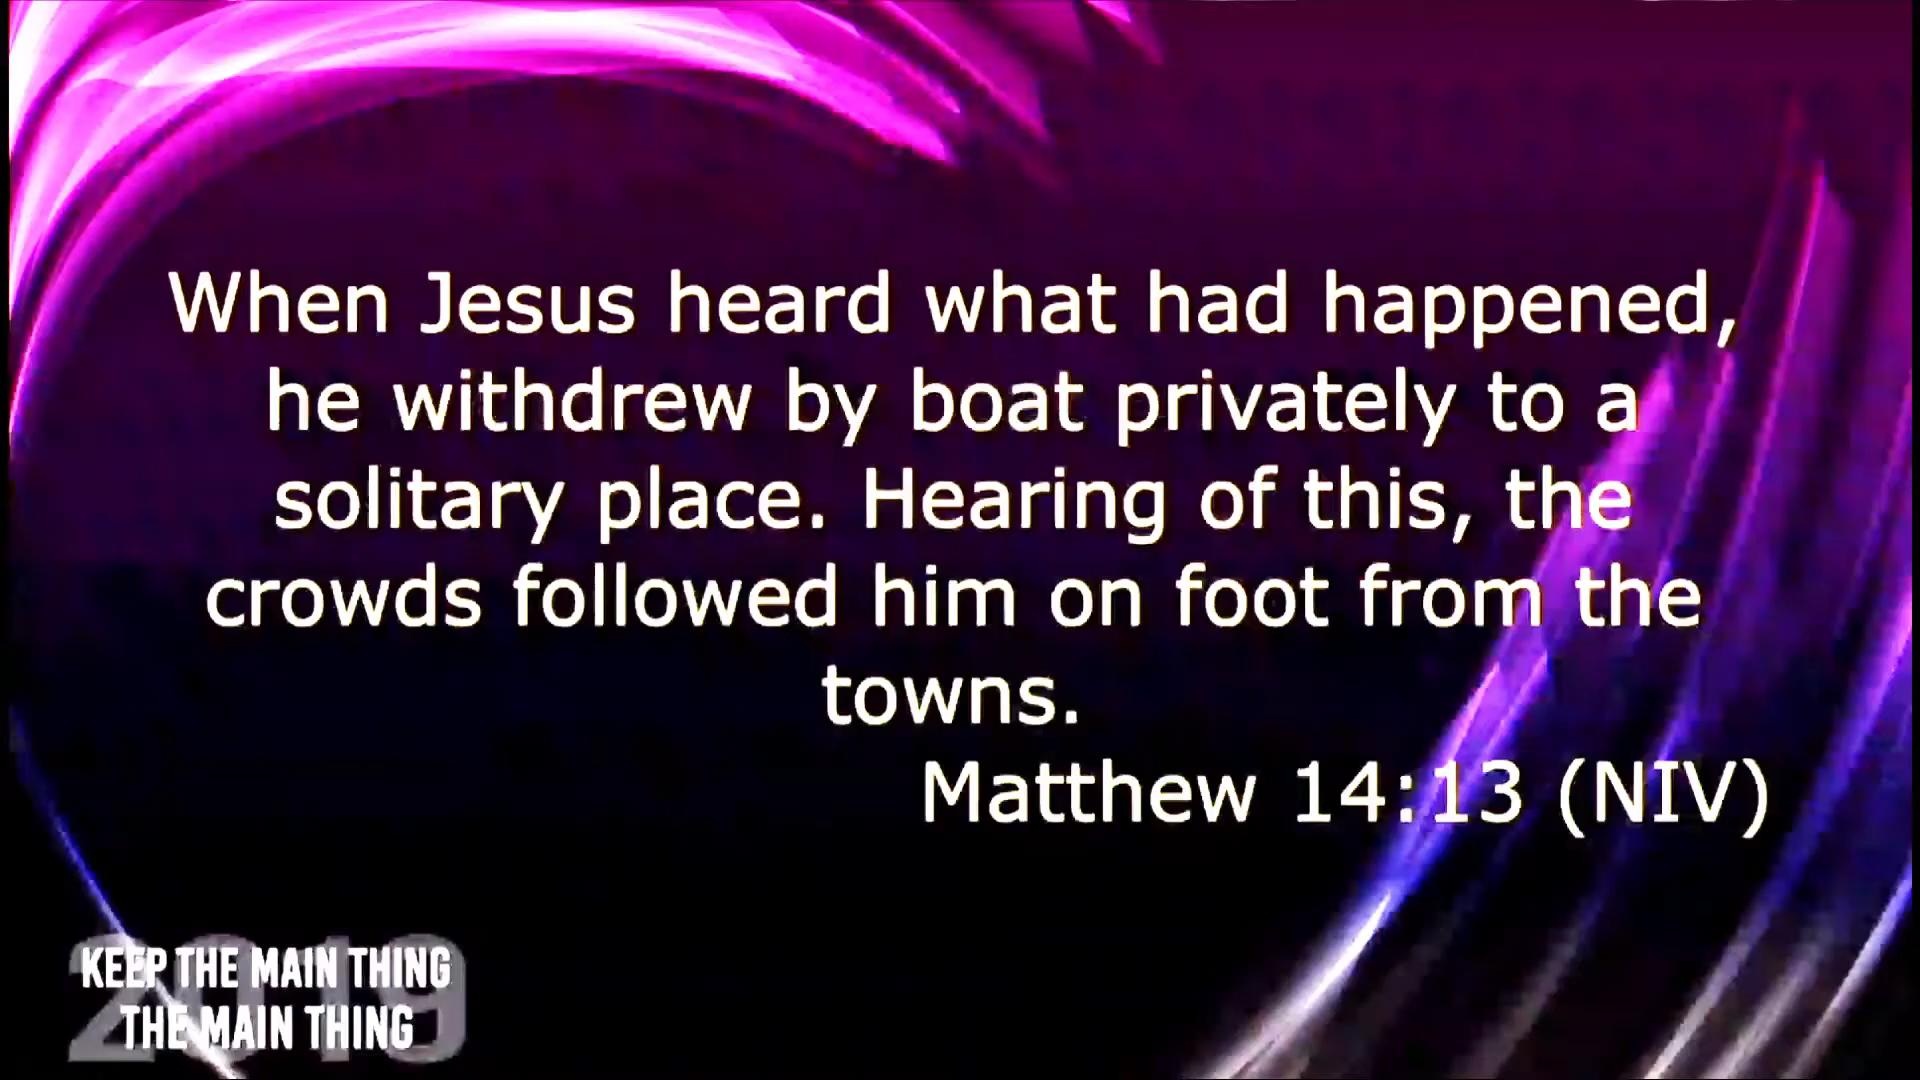 When Jesus heard what had happened,
he withdrew by boat privately to a
solitary place. Hearing of this, the
crowds followed him on foot from the
towns.
Matthew 14:13 (NIV)
2019
KEEP THE MAIN THING
THE MAIN THING